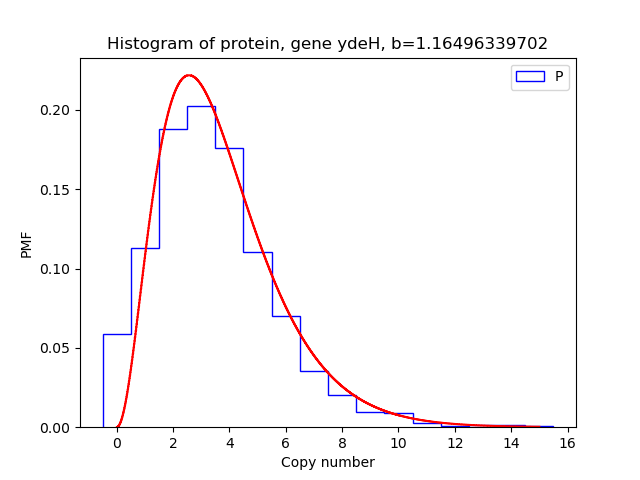 Histogram of protein, gene ydeH, b=1.16496339702
P
0.20
0.15
0.10
0.05
0.00
PMF
0 2 4 6 8 10 12 14 16
Copy number